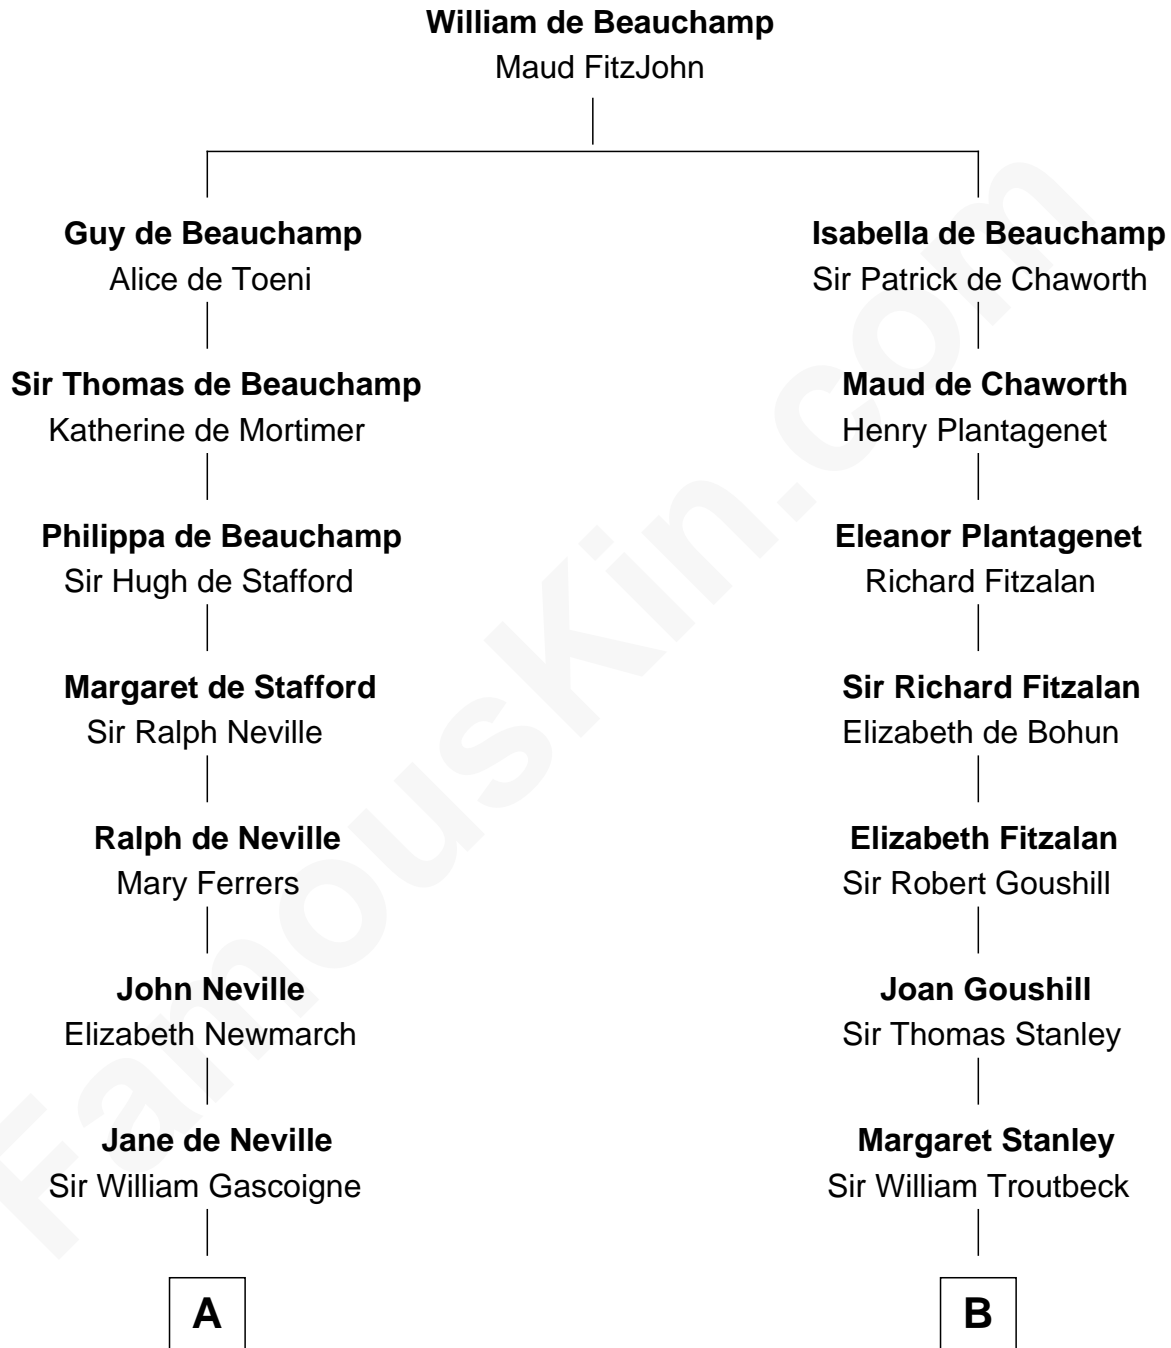 William de Beauchamp
Maud FitzJohn
Guy de Beauchamp
Alice de Toeni
Isabella de Beauchamp
Sir Patrick de Chaworth
Sir Thomas de Beauchamp
Katherine de Mortimer
Maud de Chaworth
Henry Plantagenet
Philippa de Beauchamp
Sir Hugh de Stafford
Eleanor Plantagenet
Richard Fitzalan
Margaret de Stafford
Sir Ralph Neville
Sir Richard Fitzalan
Elizabeth de Bohun
Ralph de Neville
Mary Ferrers
Elizabeth Fitzalan
Sir Robert Goushill
John Neville
Elizabeth Newmarch
Joan Goushill
Sir Thomas Stanley
Jane de Neville
Sir William Gascoigne
Margaret Stanley
Sir William Troutbeck
A
B
FamousKin.com